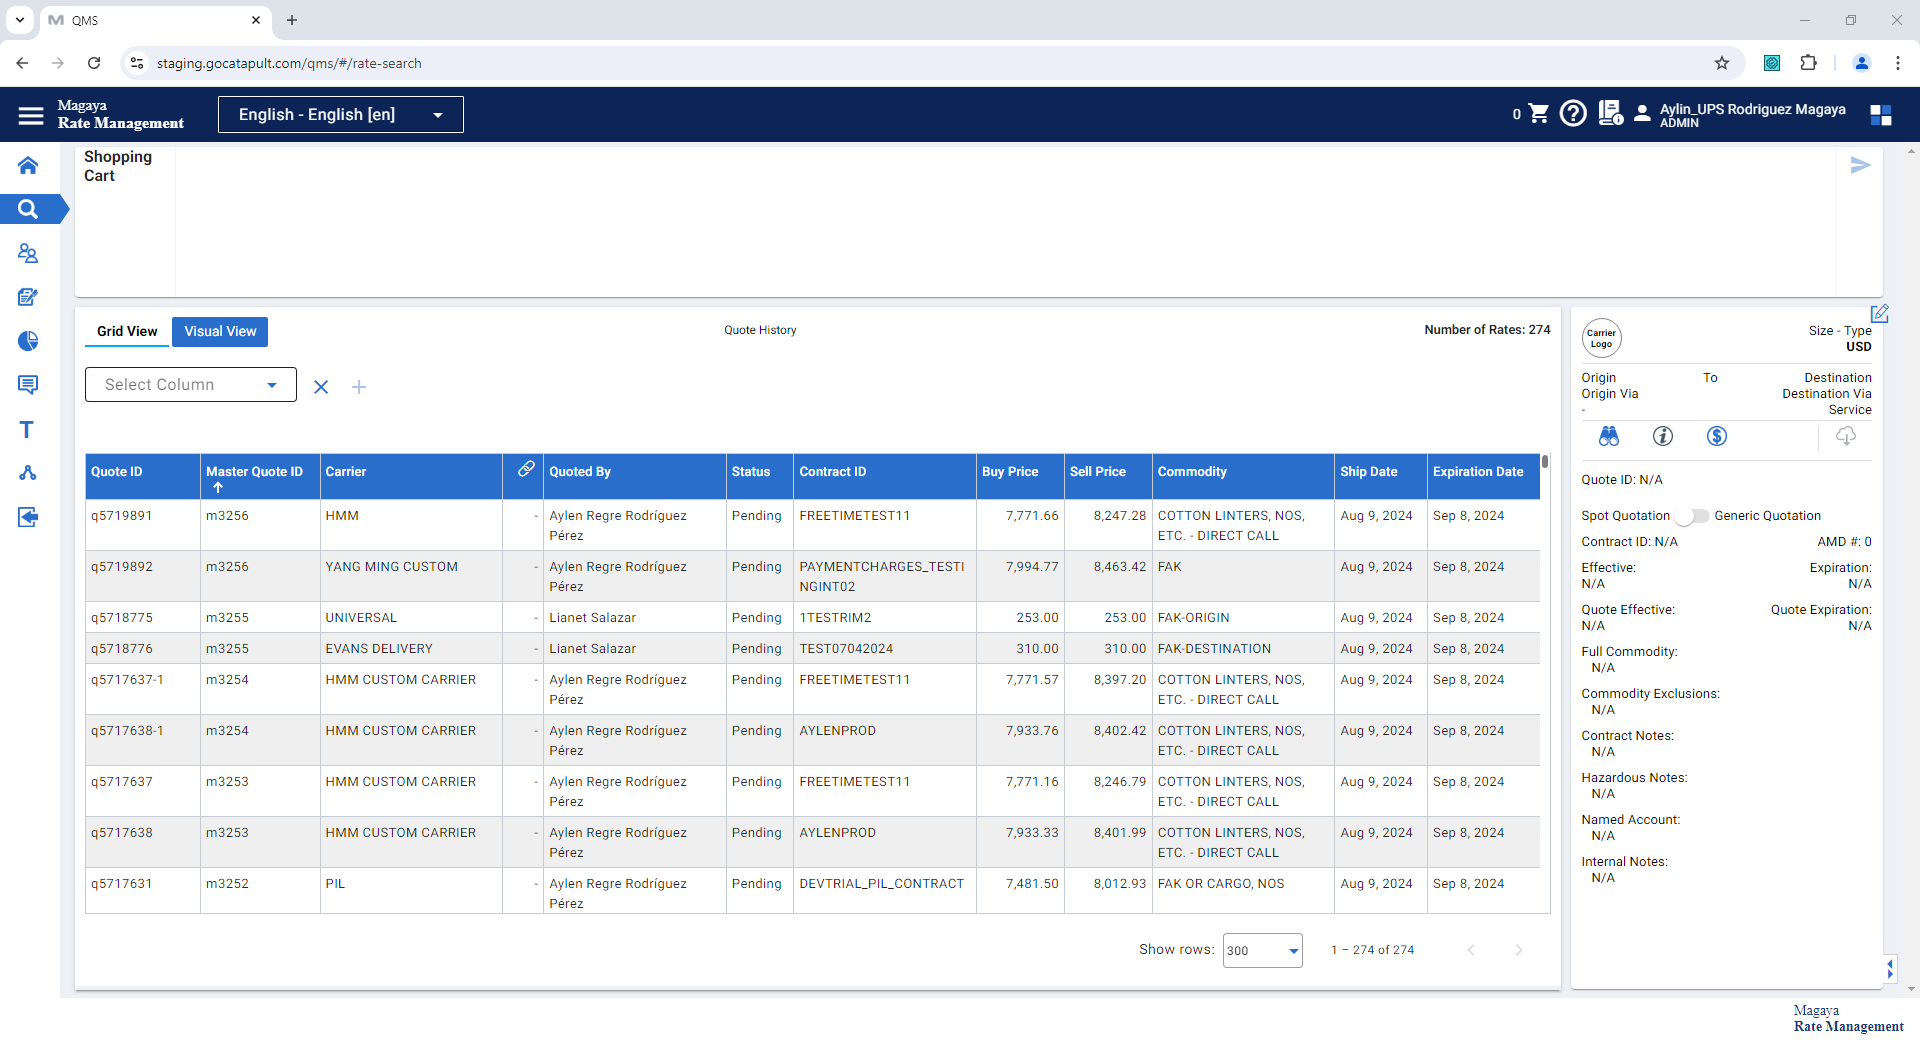 QMS
staging.gocatapult.com/qms/#/rate-search
Magaya
Rate Management
English - English [en]
0
Aylin_UPS Rodriguez Magaya
ADMIN
Shopping
Cart
Grid View
Visual View
Quote History
Number of Rates: 274
Select Column
Quote ID Master Quote ID Carrier Quoted By Status Contract ID Buy Price Sell Price Commodity Ship Date Expiration Date
q5719891 m3256 HMM - Aylen Regre Rodríguez Pending FREETIMETEST11 7,771.66 8,247.28 COTTON LINTERS, NOS, Aug 9, 2024 Sep 8, 2024
Pérez ETC. - DIRECT CALL
q5719892 m3256 YANG MING CUSTOM - Aylen Regre Rodríguez Pending PAYMENTCHARGES_TESTI 7,994.77 8,463.42 FAK Aug 9, 2024 Sep 8, 2024
Pérez NGINT02
q5718775 m3255 UNIVERSAL - Lianet Salazar Pending 1TESTRIM2 253.00 253.00 FAK-ORIGIN Aug 9, 2024 Sep 8, 2024
q5718776 m3255 EVANS DELIVERY - Lianet Salazar Pending TEST07042024 310.00 310.00 FAK-DESTINATION Aug 9, 2024 Sep 8, 2024
q5717637-1 m3254 HMM CUSTOM CARRIER - Aylen Regre Rodríguez Pending FREETIMETEST11 7,771.57 8,397.20 COTTON LINTERS, NOS, Aug 9, 2024 Sep 8, 2024
Pérez ETC. - DIRECT CALL
q5717638-1 m3254 HMM CUSTOM CARRIER - Aylen Regre Rodríguez Pending AYLENPROD 7,933.76 8,402.42 COTTON LINTERS, NOS, Aug 9, 2024 Sep 8, 2024
Pérez ETC. - DIRECT CALL
q5717637 m3253 HMM CUSTOM CARRIER - Aylen Regre Rodríguez Pending FREETIMETEST11 7,771.16 8,246.79 COTTON LINTERS, NOS, Aug 9, 2024 Sep 8, 2024
Pérez ETC. - DIRECT CALL
q5717638 m3253 HMM CUSTOM CARRIER - Aylen Regre Rodríguez Pending AYLENPROD 7,933.33 8,401.99 COTTON LINTERS, NOS, Aug 9, 2024 Sep 8, 2024
Pérez ETC. - DIRECT CALL
q5717631 m3252 PIL - Aylen Regre Rodríguez Pending DEVTRIAL_PIL_CONTRACT 7,481.50 8,012.93 FAK OR CARGO, NOS Aug 9, 2024 Sep 8, 2024
Pérez
Show rows: 300 1 – 274 of 274
Carrier
Logo
Size - Type
USD
Origin To Destination
Origin Via Destination Via
- Service
Quote ID: N/A
Spot Quotation Generic Quotation
Contract ID: N/A AMD #: 0
Effective: Expiration:
N/A N/A
Quote Effective: Quote Expiration:
N/A N/A
Full Commodity:
N/A
Commodity Exclusions:
N/A
Contract Notes:
N/A
Hazardous Notes:
N/A
Named Account:
N/A
Internal Notes:
N/A
Magaya
Rate Management